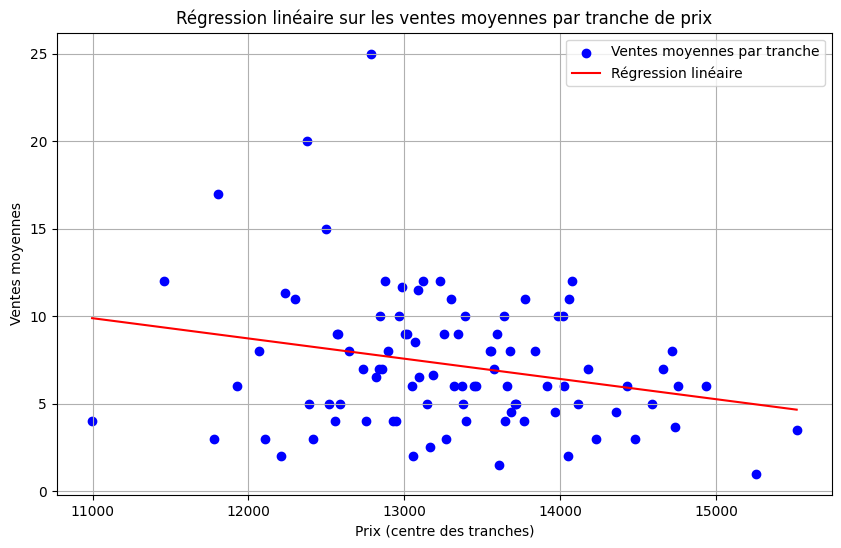 Régression linéaire sur les ventes moyennes par tranche de prix
Ventes moyennes par tranche
Régression linéaire
25
20
15
10
5
0
Ventes moyennes
11000 12000 13000 14000 15000
Prix (centre des tranches)